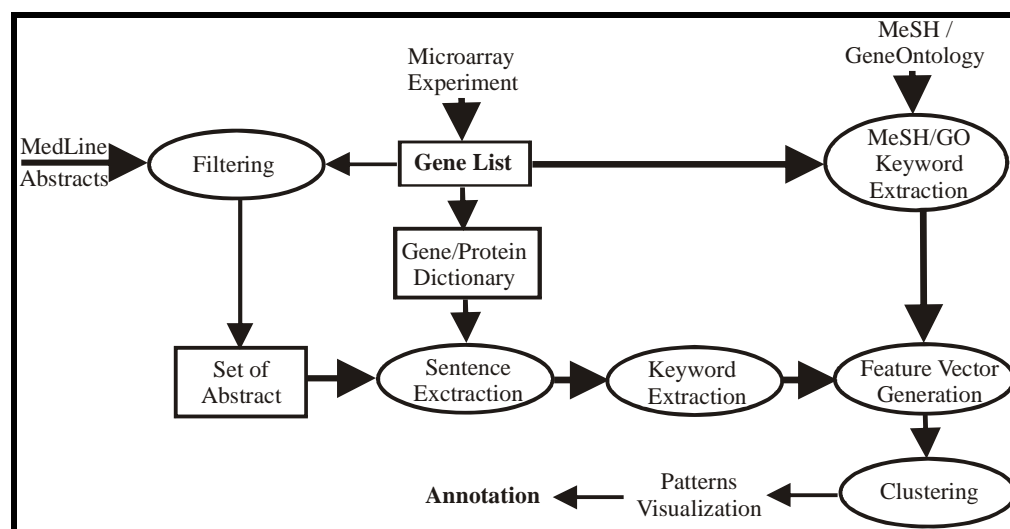 MeSH /
GeneOntology
Microarray
Experiment
MedLine
Abstracts
Filtering
Gene List
MeSH/GO
Keyword
Extraction
Gene/Protein
Dictionary
Set of
Abstract
Sentence
Exctraction
Keyword
Extraction
Feature Vector
Generation
Annotation
Patterns
Visualization
Clustering